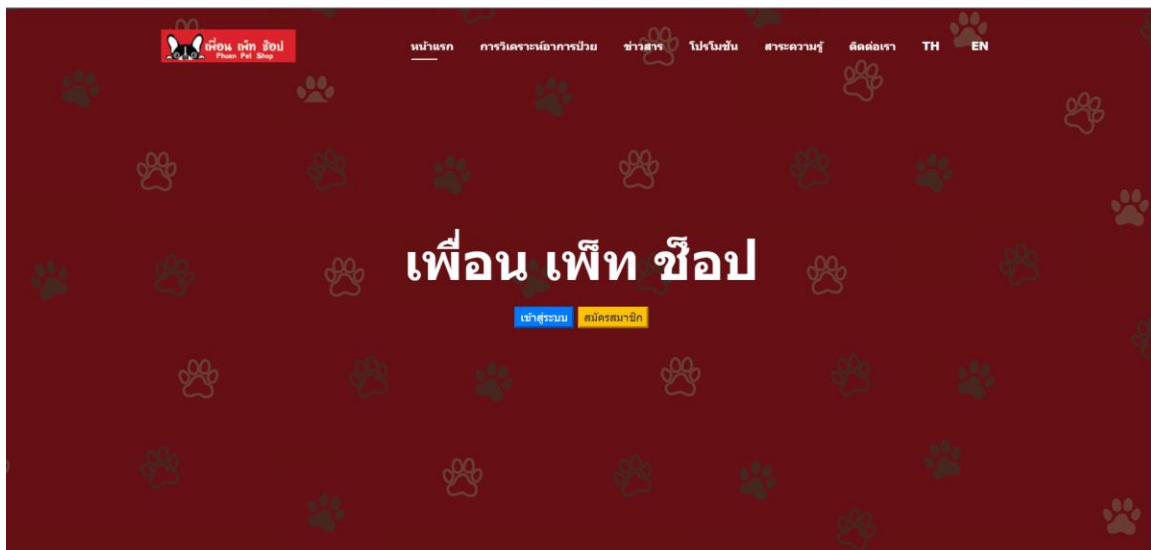 เพื่อน เพ็ท ช็อป
Phuen Pet Shop
หน้าแรก การวิเคราะห์อาการป่วย ข่าวสาร โปรโมชัน สาระความรู้ ติดต่อเรา TH EN
เพื่อน เพ็ท ช็อป
เข้าสู่ระบบ สมัครสมาชิก